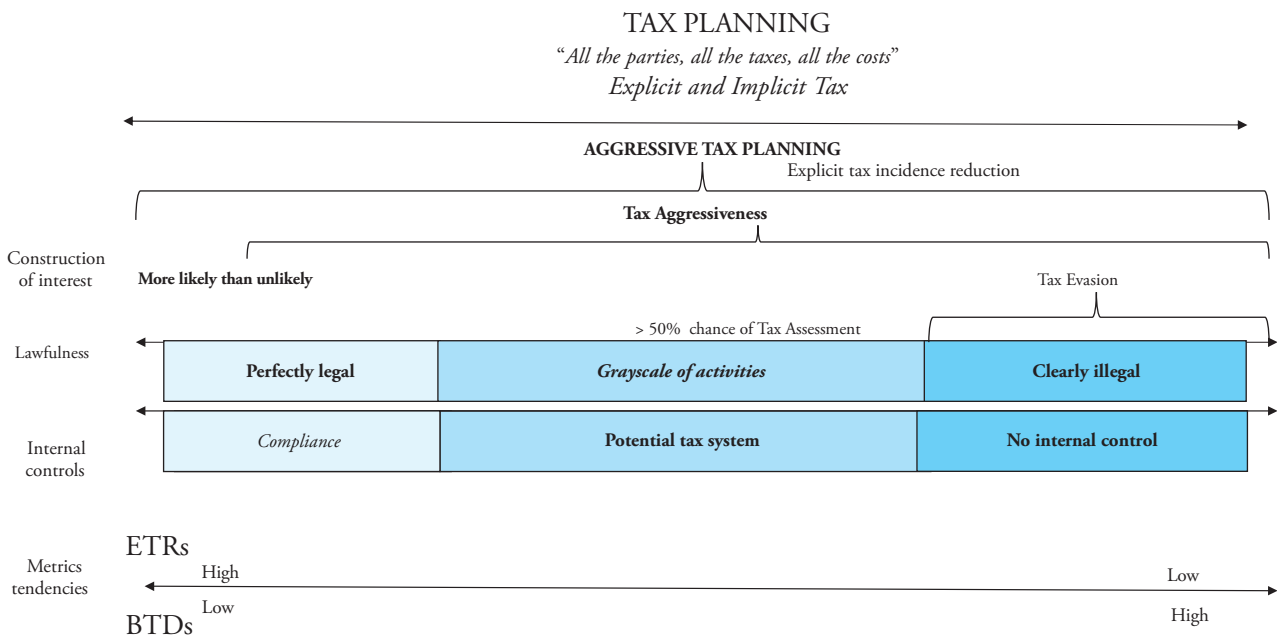 TAX PLANNING
“All the parties, all the taxes, all the costs”
Explicit and Implicit Tax
AGGRESSIVE TAX PLANNING
Explicit tax incidence reduction
Tax Aggressiveness
Construction
of interest
More likely than unlikely
Tax Evasion
> 50% chance of Tax Assessment
Lawfulness
Perfectly legal
Grayscale of activities
Clearly illegal
Internal
controls
Compliance
Potential tax system
No internal control
ETRs
Metrics
tendencies
High
Low
Low
High
BTDs